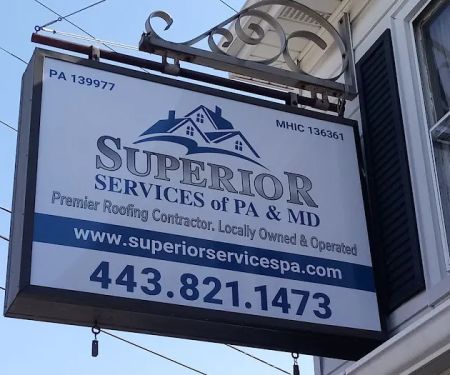 PA 139977
MHIC 136361
SUPERIOR
SERVICES of PA & MD
Premier Roofing Contractor. Locally Owned & Operated
www.superiorservicespa.com
443.821.1473